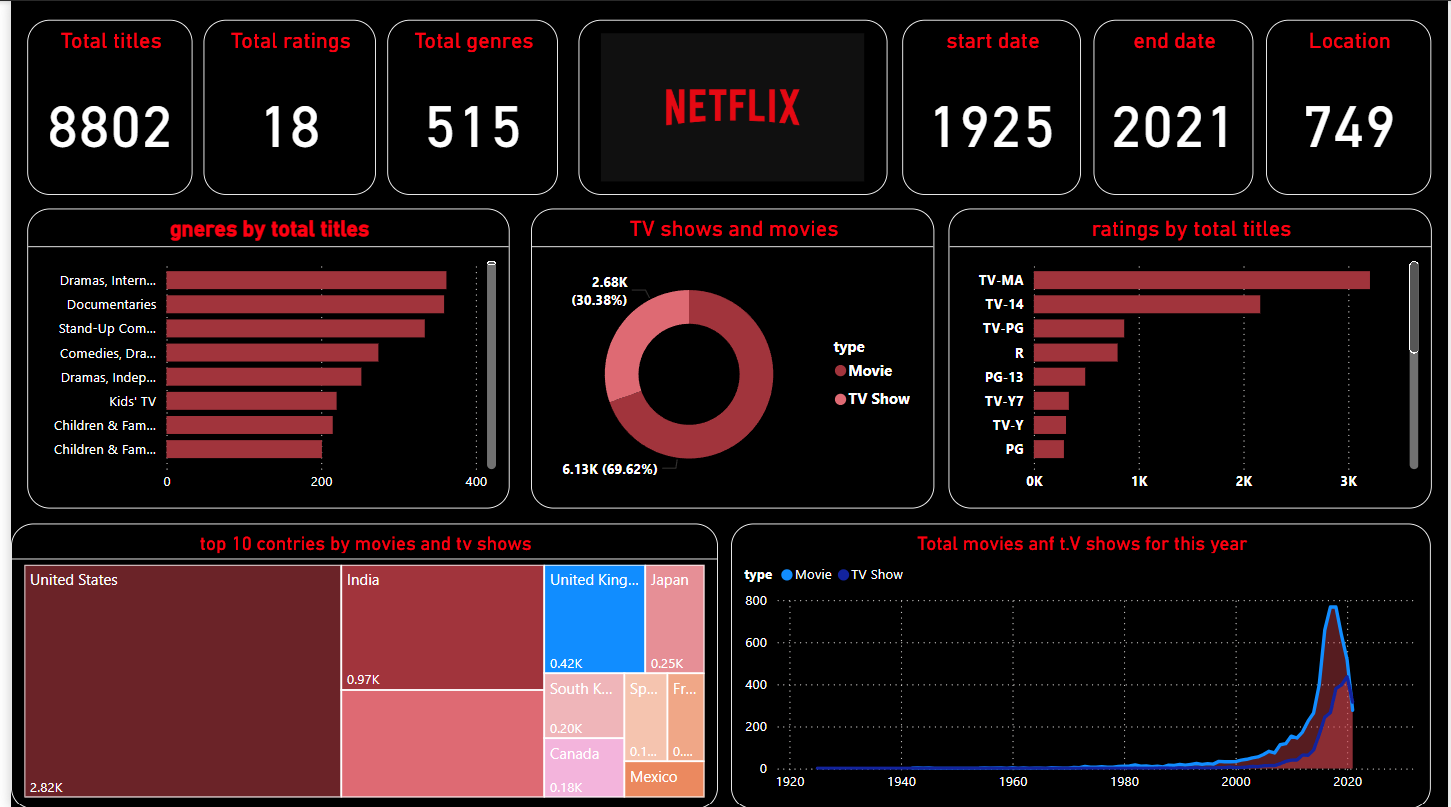 Total titles
8802
Total ratings
18
Total genres
515
NETFLIX
start date
1925
end date
2021
Location
749
gneres by total titles
Dramas, Intern...
Documentaries
Stand-Up Com...
Comedies, Dra...
Dramas, Indep...
Kids' TV
Children & Fam...
Children & Fam...
0 200 400
TV shows and movies
2.68K
(30.38%)
6.13K (69.62%)
type
Movie
TV Show
ratings by total titles
TV-MA
TV-14
TV-PG
R
PG-13
TV-Y7
TV-Y
PG
0K 1K 2K 3K
top 10 contries by movies and tv shows
United States
2.82K
India
0.97K
United King...
0.42K
Japan
0.25K
South K...
0.20K
Sp...
0.1...
Fr...
0....
Canada
0.18K
Mexico
Total movies anf t.V shows for this year
type Movie TV Show
800
600
400
200
0
1920 1940 1960 1980 2000 2020